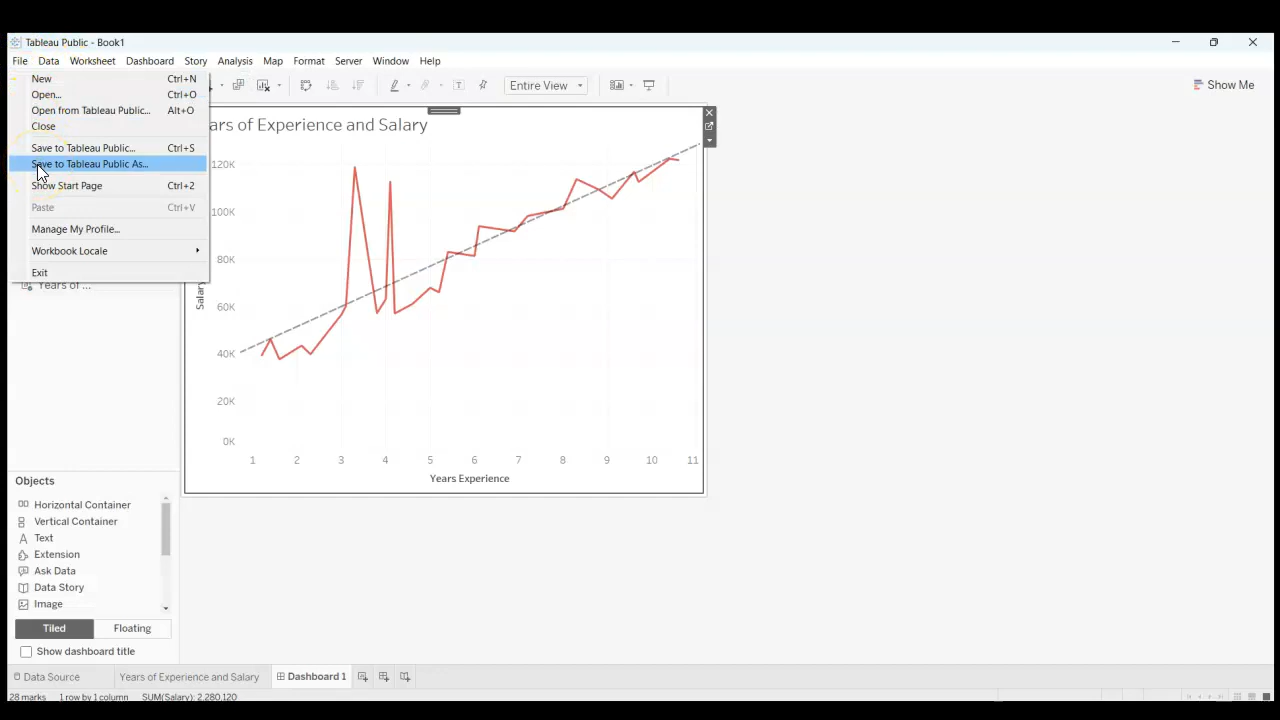 Tableau Public - Book1
File Data Worksheet Dashboard Story Analysis Map Format Server Window Help
New Ctrl+N
Open... Ctrl+O
Open from Tableau Public... Alt+O
Close
Save to Tableau Public... Ctrl+S
Save to Tableau Public As...
Show Start Page Ctrl+2
Paste Ctrl+V
Manage My Profile...
Workbook Locale
Exit
Years of ...
Entire View
Show Me
ars of Experience and Salary
120K
100K
80K
60K
40K
20K
0K
Salary
1 2 3 4 5 6 7 8 9 10 11
Years Experience
Objects
Horizontal Container
Vertical Container
A Text
Extension
Ask Data
Data Story
Image
Tiled Floating
Show dashboard title
Data Source Years of Experience and Salary Dashboard 1
28 marks 1 row by 1 column SUM(Salary): 2,280,120